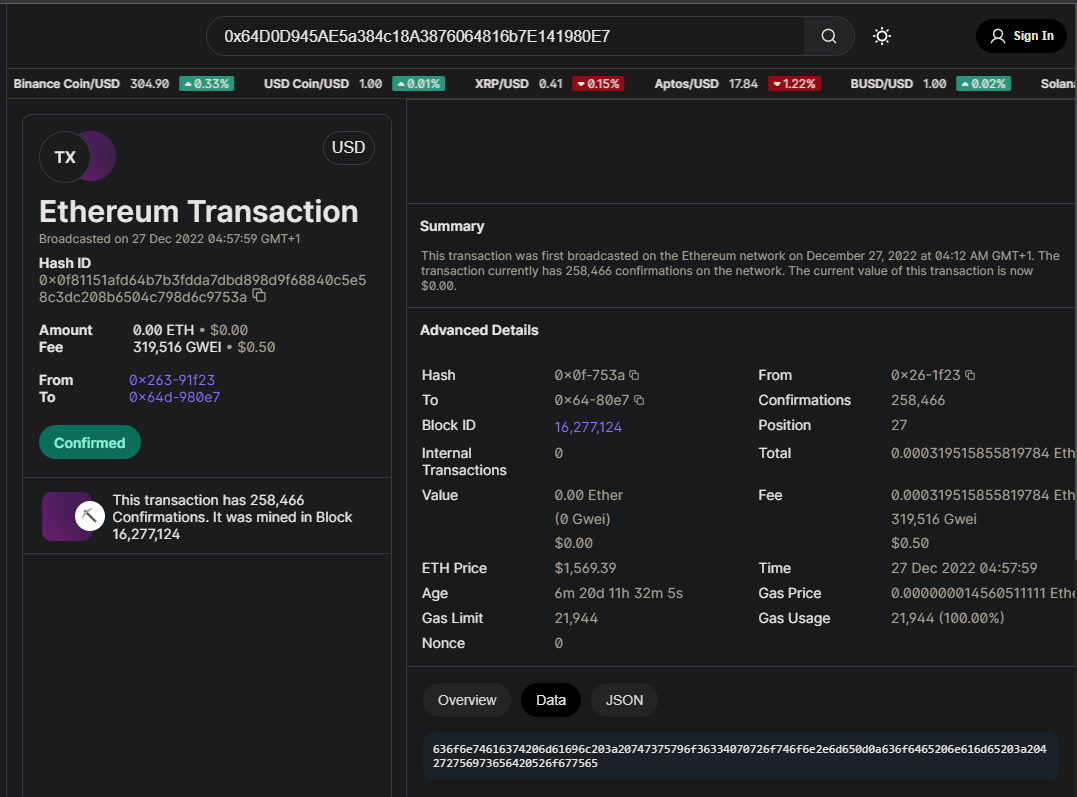 0x64D0D945AE5a384c18A3876064816b7E141980E7
Sign In
Binance Coin/USD 304.90 0.33% USD Coin/USD 1.00 0.01% XRP/USD 0.41 0.15% Aptos/USD 17.84 1.22% BUSD/USD 1.00 0.02% Solan
TX
USD
Ethereum Transaction
Broadcasted on 27 Dec 2022 04:57:59 GMT+1
Hash ID
0x0f81151afd64b7b3fdda7dbd898d9f68840c5e5
8c3dc208b6504c798d6c9753a
Amount 0.00 ETH • $0.00
Fee 319,516 GWEI • $0.50
From 0x263-91f23
To 0x64d-980e7
Confirmed
This transaction has 258,466
Confirmations. It was mined in Block
16,277,124
Summary
This transaction was first broadcasted on the Ethereum network on December 27, 2022 at 04:12 AM GMT+1. The
transaction currently has 258,466 confirmations on the network. The current value of this transaction is now
$0.00.
Advanced Details
Hash 0x0f-753a From 0x26-1f23
To 0x64-80e7 Confirmations 258,466
Block ID 16,277,124 Position 27
Internal
Transactions 0 Total 0.000319515855819784 Eth
Value 0.00 Ether Fee 0.000319515855819784 Eth
(0 Gwei) 319,516 Gwei
$0.00 $0.50
ETH Price $1,569.39 Time 27 Dec 2022 04:57:59
Age 6m 20d 11h 32m 5s Gas Price 0.000000014560511111 Ethe
Gas Limit 21,944 Gas Usage 21,944 (100.00%)
Nonce 0
Overview Data JSON
636f6e74616374206d61696c203a20747375796f36334070726f746f6e2e6d650d0a636f6465206e616d65203a204
272756973656420526f677565